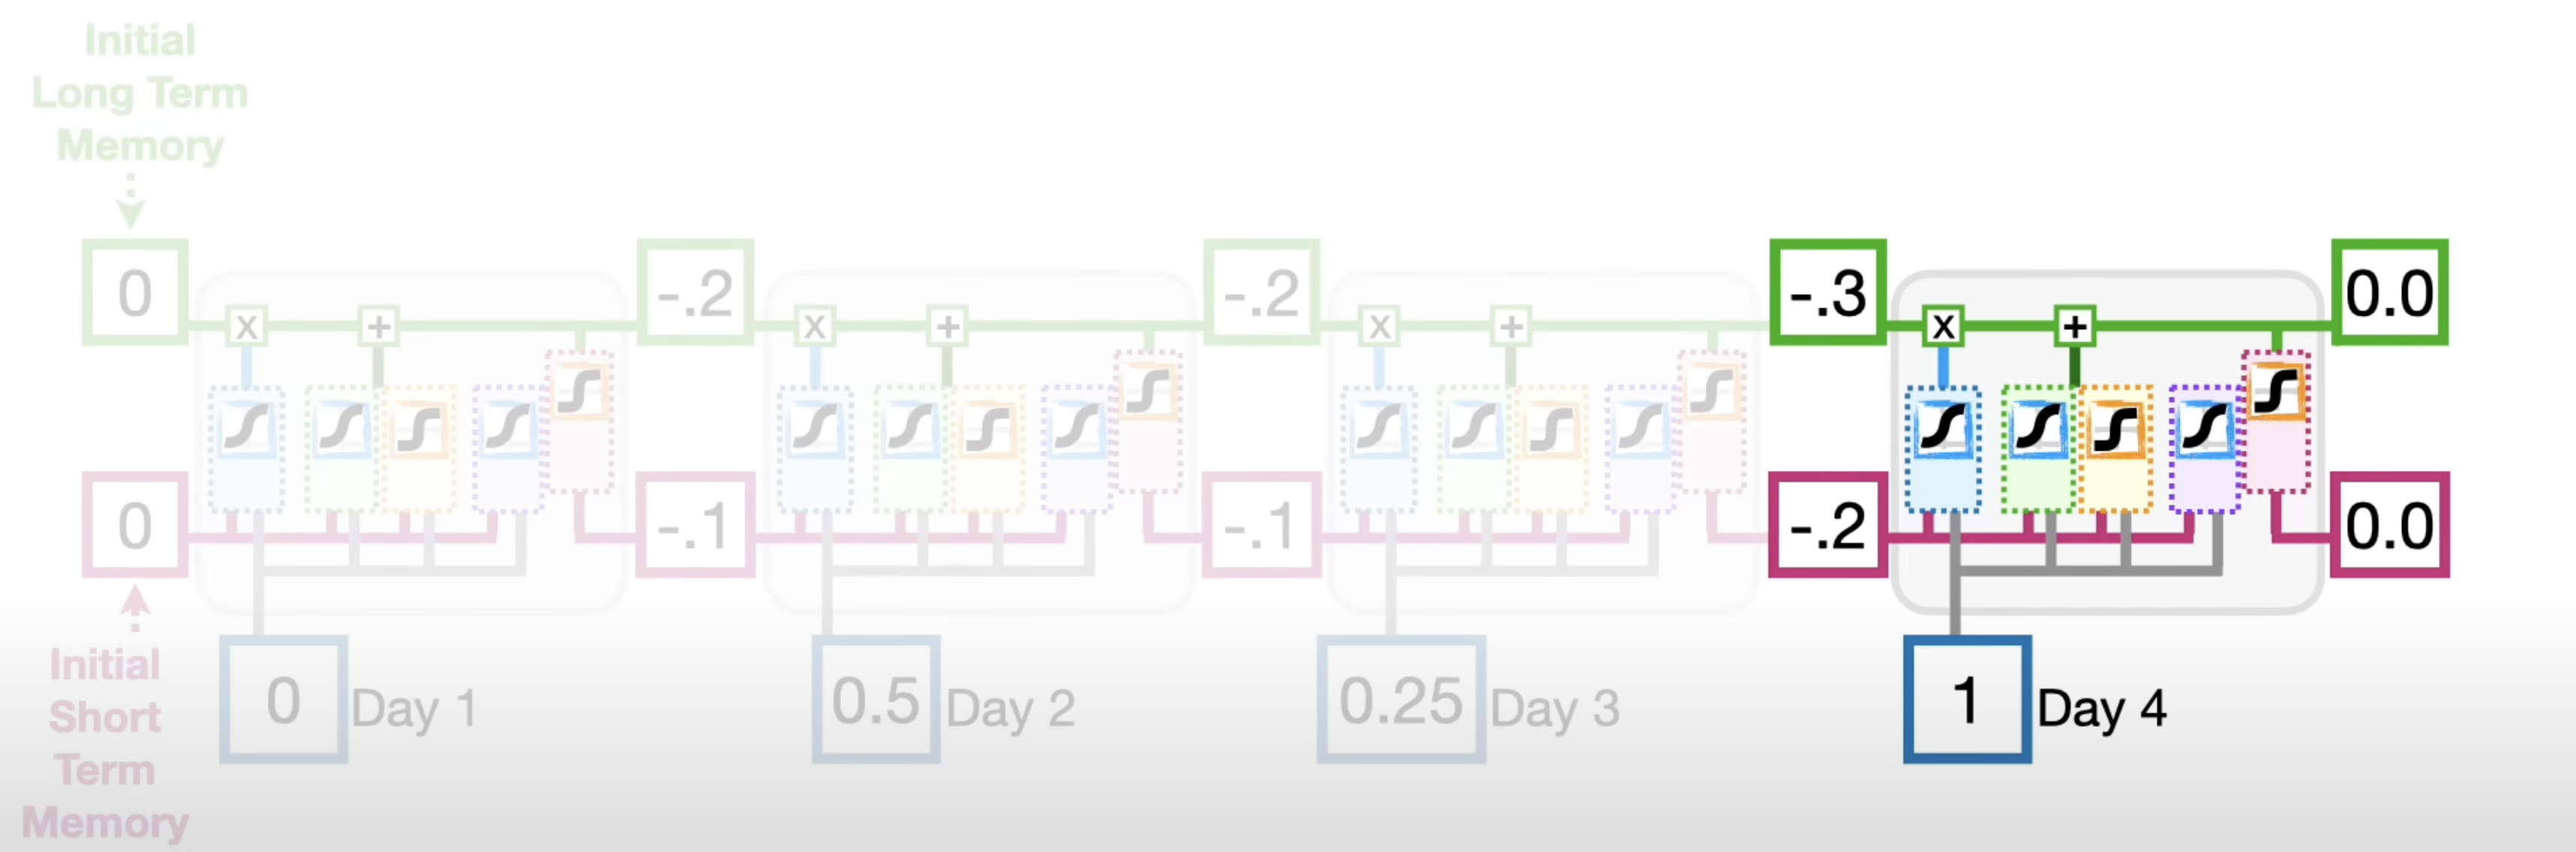 Initial
Long Term
Memory
0
-.2
-.2
-.3
0.0
x
+
x
+
x
+
x
+
0
-.1
-.1
-.2
0.0
Initial
Short
Term
Memory
0
Day 1
0.5
Day 2
0.25
Day 3
1
Day 4